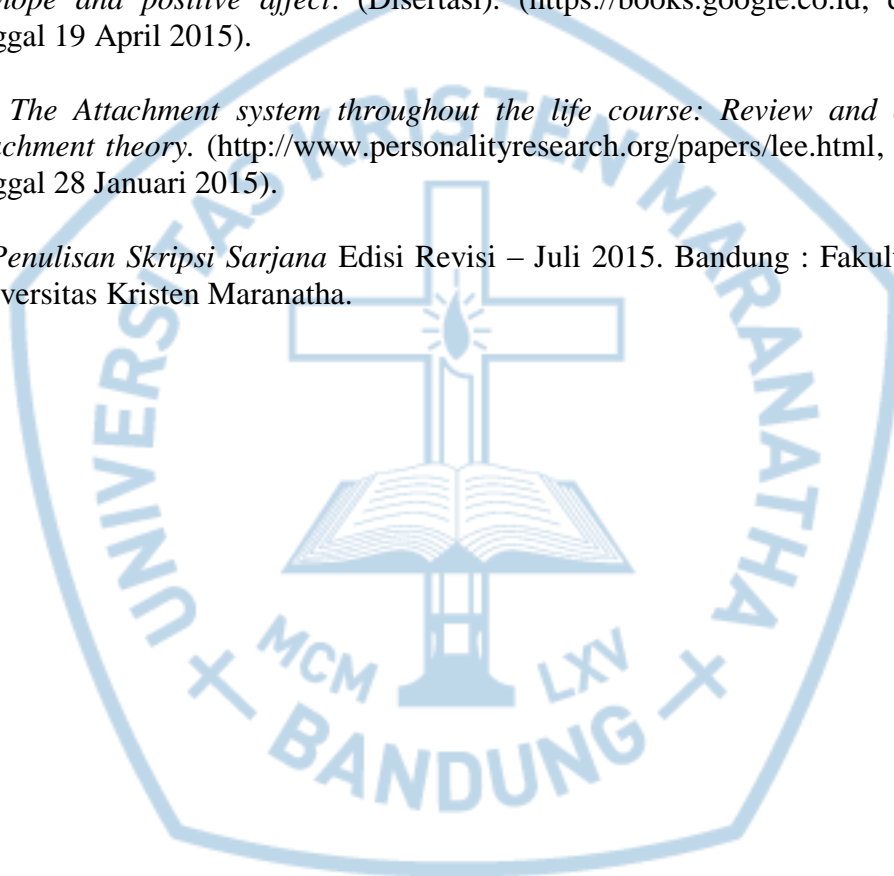 hope and positive affect. (Disertasi). (https://books.google.co.id,
ggal 19 April 2015).
The Attachment system throughout the life course: Review and
achment theory. (http://www.personalityresearch.org/papers/lee.html,
ggal 28 Januari 2015).
Penulisan Skripsi Sarjana Edisi Revisi – Juli 2015. Bandung : Fakul
iversitas Kristen Maranatha.
UNIVERSITAS KRISTEN MARANATHA
MCM LXV
BANDUNG